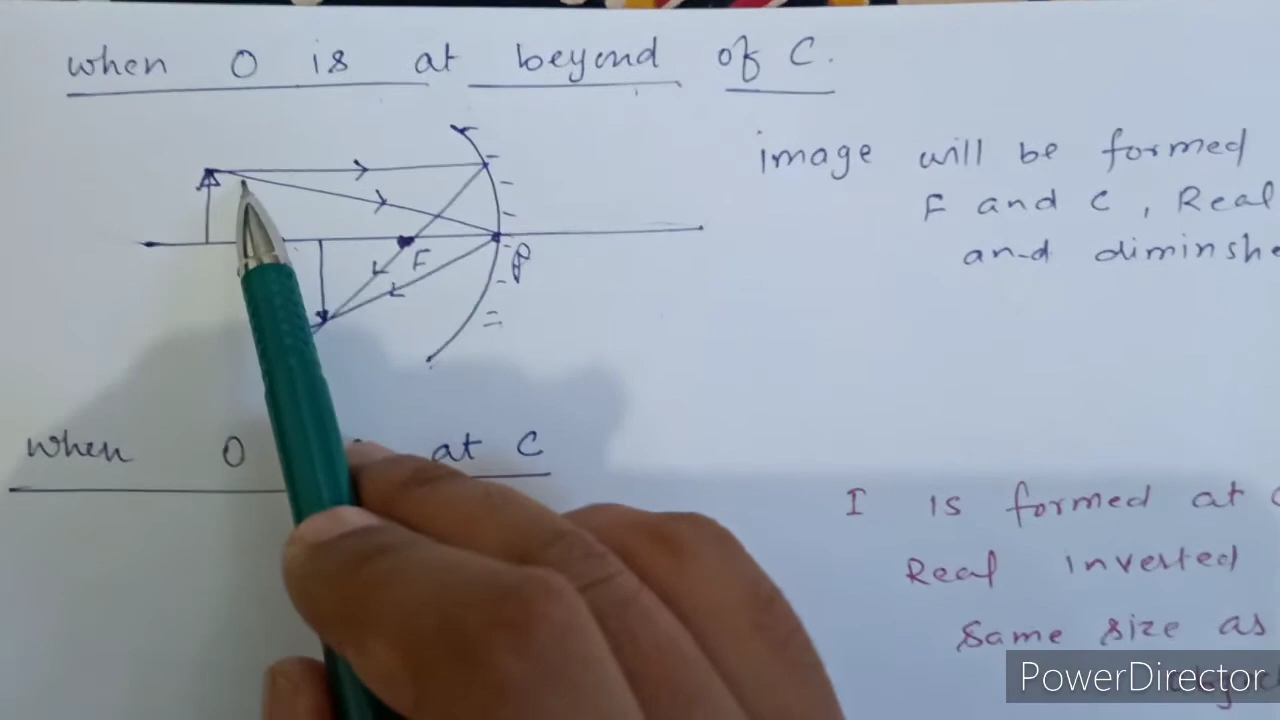 when O is at beyond of C.
image will be formed
F and C, Real
and diminshe
F
P
when O at C
I is formed at
Real inverted
Same size as
PowerDirector